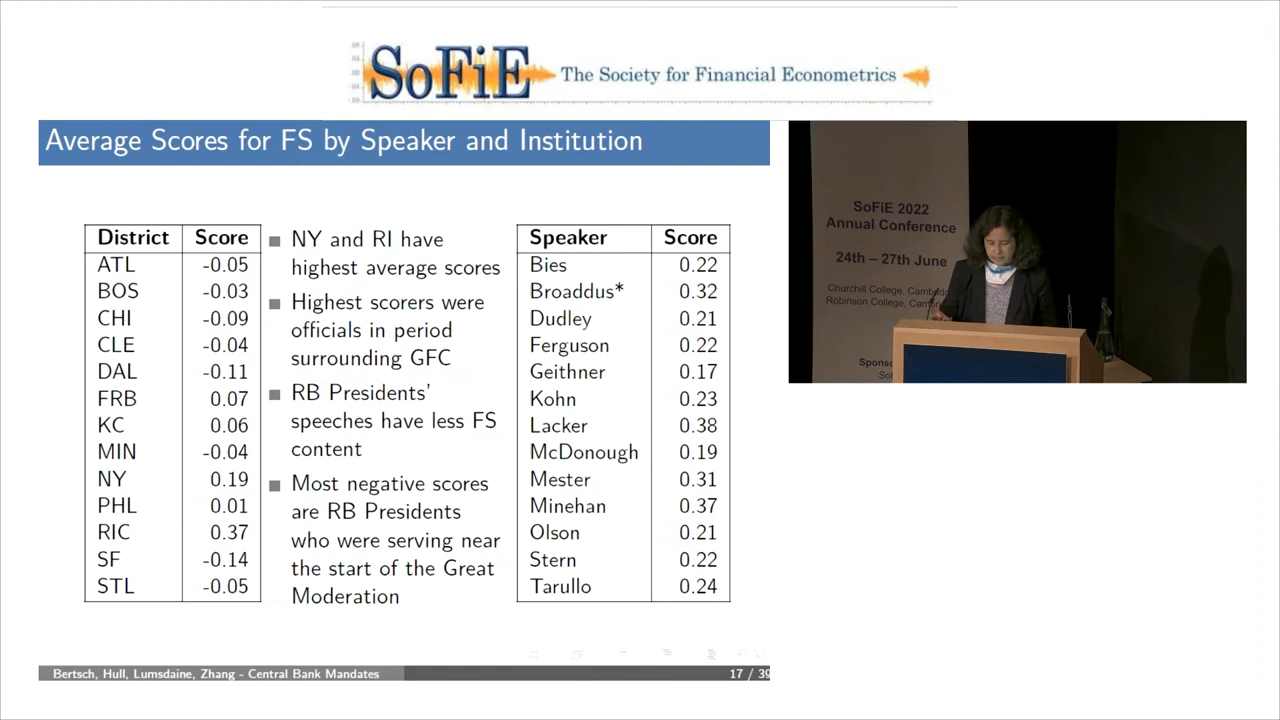 SoFiE The Society for Financial Econometrics
Average Scores for FS by Speaker and Institution
District Score
ATL -0.05
BOS -0.03
CHI -0.09
CLE -0.04
DAL -0.11
FRB 0.07
KC 0.06
MIN -0.04
NY 0.19
PHL 0.01
RIC 0.37
SF -0.14
STL -0.05
NY and RI have
highest average scores
Highest scorers were
officials in period
surrounding GFC
RB Presidents'
speeches have less FS
content
Most negative scores
are RB Presidents
who were serving near
the start of the Great
Moderation
Speaker Score
Bies 0.22
Broaddus* 0.32
Dudley 0.21
Ferguson 0.22
Geithner 0.17
Kohn 0.23
Lacker 0.38
McDonough 0.19
Mester 0.31
Minehan 0.37
Olson 0.21
Stern 0.22
Tarullo 0.24
Bertsch, Hull, Lumsdaine, Zhang - Central Bank Mandates
17 / 39
SoFiE 2022
Annual Conference
24th – 27th June
Churchill College,
Robinson College,